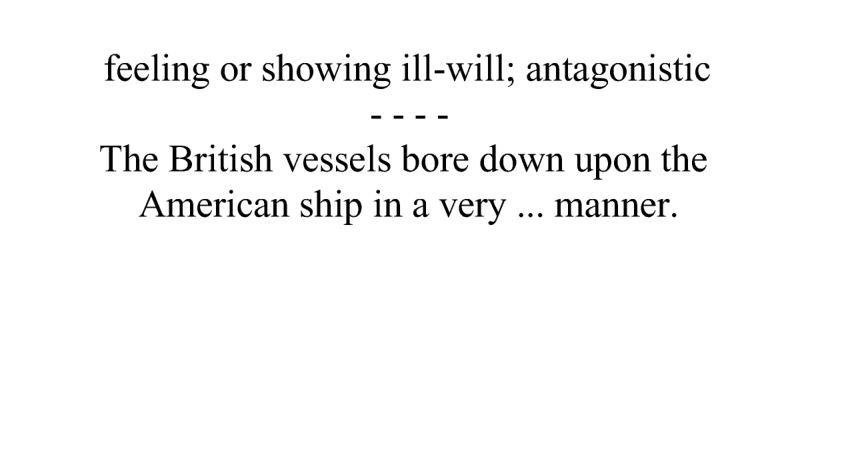 feeling or showing ill-will; antagonistic
- - - -
The British vessels bore down upon the
American ship in a very ... manner.